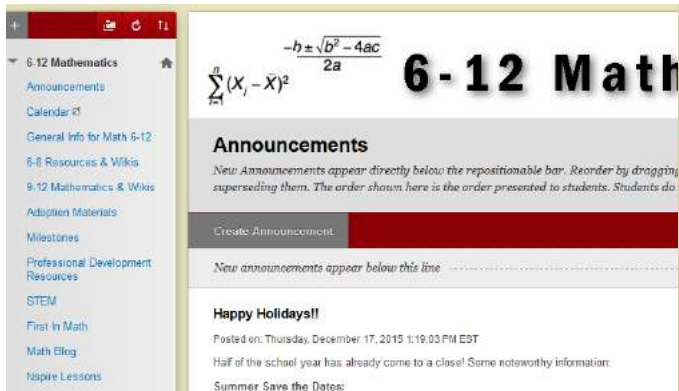 6-12 Mathematics
Announcements
Calendar
General Info for Math 6-12
6-8 Resources & Wikis
9-12 Mathematics & Wikis
Adoption Materials
Milestones
Professional Development
Resources
STEM
First In Math
Math Blog
Nspire Lessons
-b ± √b² – 4ac
2a
n
∑ (Xᵢ – X̄)²
i=1
6-12 Math
Announcements
New Announcements appear directly below the repositionable bar. Reorder by dragging
superseding them. The order shown here is the order presented to students. Students do
Create Announcement
New announcements appear below this line
Happy Holidays!!
Posted on: Thursday, December 17, 2015 1:19:03 PM EST
Half of the school year has already come to a close! Some noteworthy information:
Summer Save the Dates: